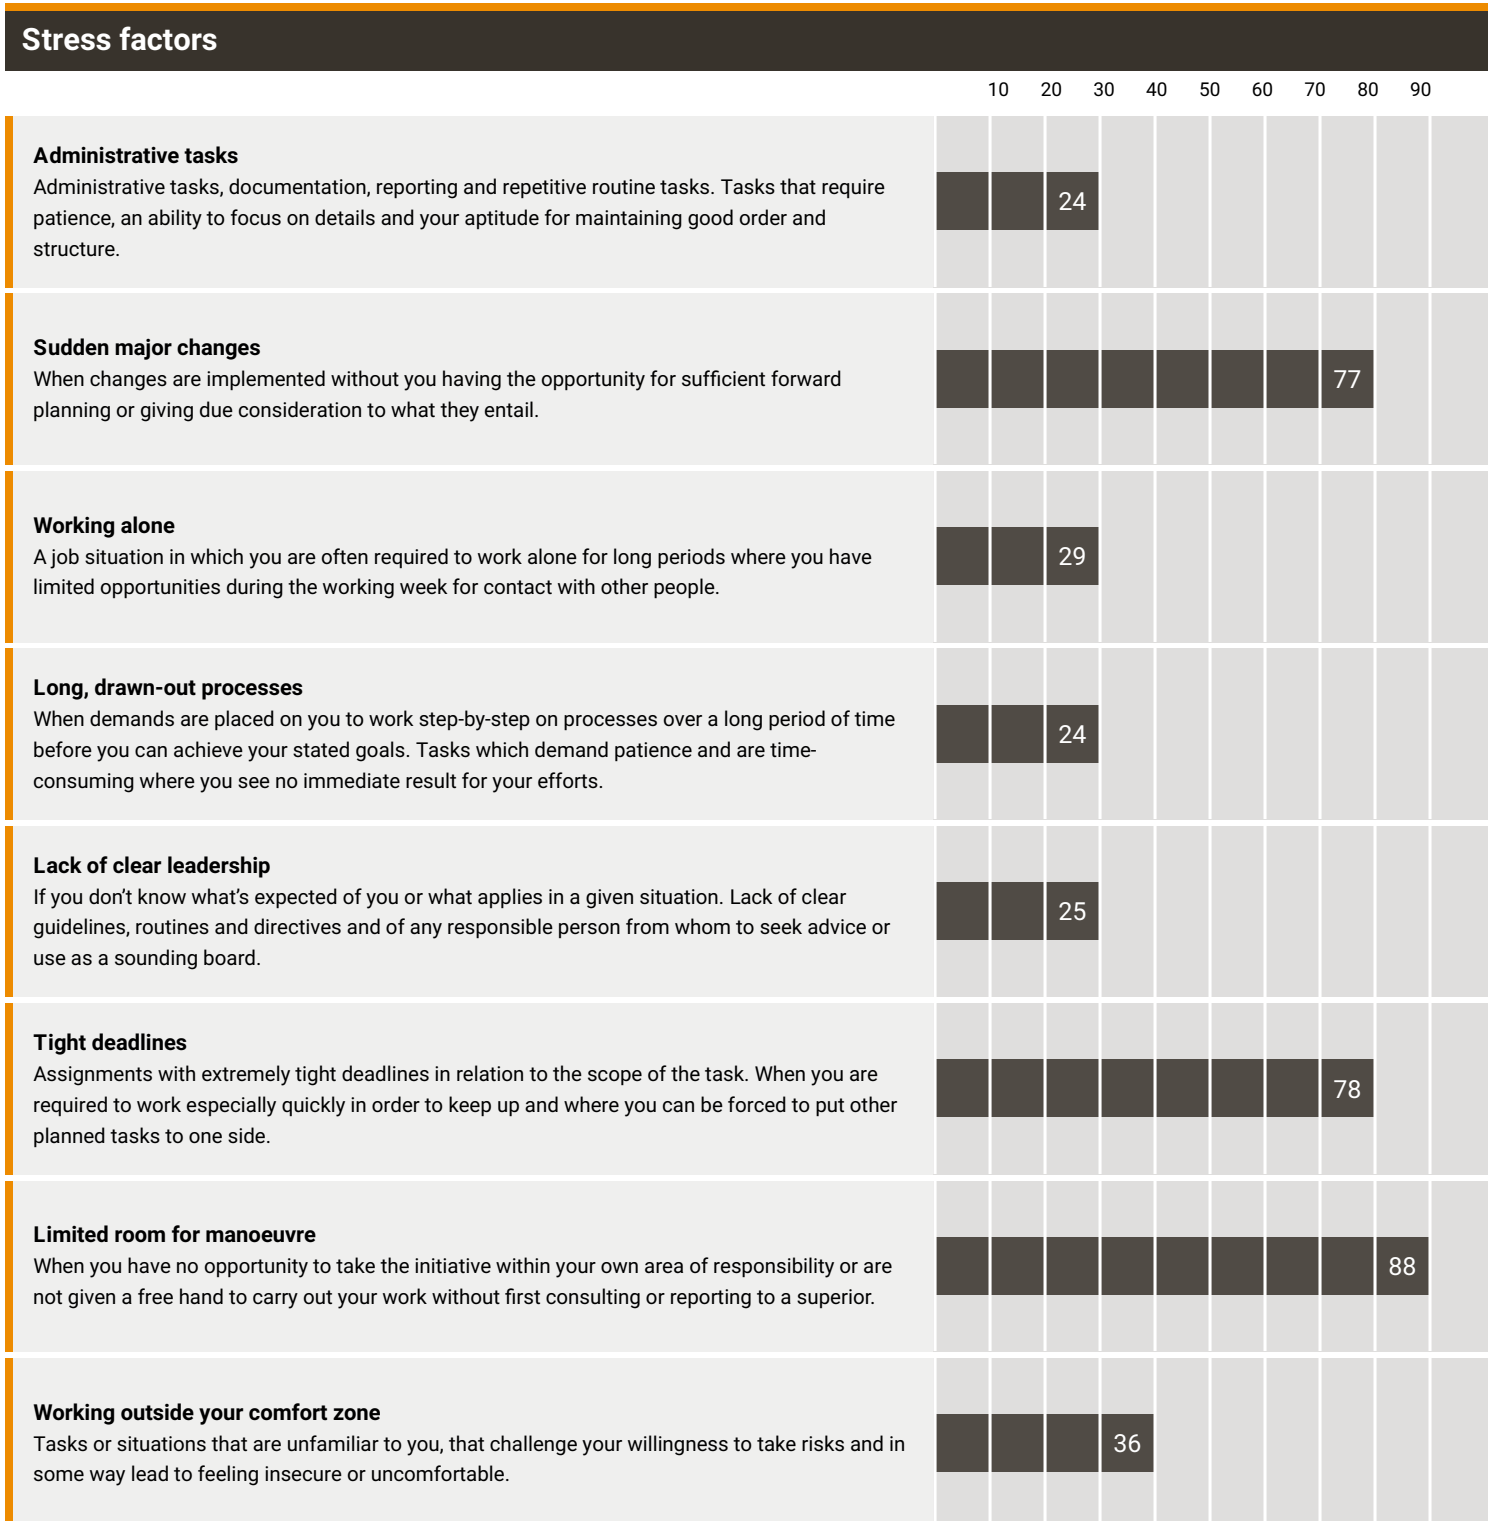 Stress factors
10 20 30 40 50 60 70 80 90
Administrative tasks
Administrative tasks, documentation, reporting and repetitive routine tasks. Tasks that require
patience, an ability to focus on details and your aptitude for maintaining good order and
structure.
24
Sudden major changes
When changes are implemented without you having the opportunity for sufficient forward
planning or giving due consideration to what they entail.
77
Working alone
A job situation in which you are often required to work alone for long periods where you have
limited opportunities during the working week for contact with other people.
29
Long, drawn-out processes
When demands are placed on you to work step-by-step on processes over a long period of time
before you can achieve your stated goals. Tasks which demand patience and are time-
consuming where you see no immediate result for your efforts.
24
Lack of clear leadership
If you don't know what's expected of you or what applies in a given situation. Lack of clear
guidelines, routines and directives and of any responsible person from whom to seek advice or
use as a sounding board.
25
Tight deadlines
Assignments with extremely tight deadlines in relation to the scope of the task. When you are
required to work especially quickly in order to keep up and where you can be forced to put other
planned tasks to one side.
78
Limited room for manoeuvre
When you have no opportunity to take the initiative within your own area of responsibility or are
not given a free hand to carry out your work without first consulting or reporting to a superior.
88
Working outside your comfort zone
Tasks or situations that are unfamiliar to you, that challenge your willingness to take risks and in
some way lead to feeling insecure or uncomfortable.
36